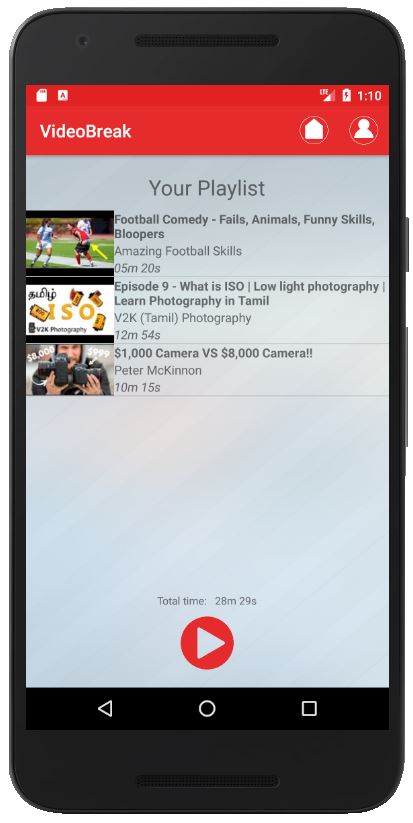 LTE 1:10
VideoBreak
Your Playlist
Football Comedy - Fails, Animals, Funny Skills,
Bloopers
Amazing Football Skills
05m 20s
தமிழ்
ISO
V2K Photography
Episode 9 - What is ISO | Low light photography |
Learn Photography in Tamil
V2K (Tamil) Photography
12m 54s
$8,000 $999
$1,000 Camera VS $8,000 Camera!!
Peter McKinnon
10m 15s
Total time: 28m 29s